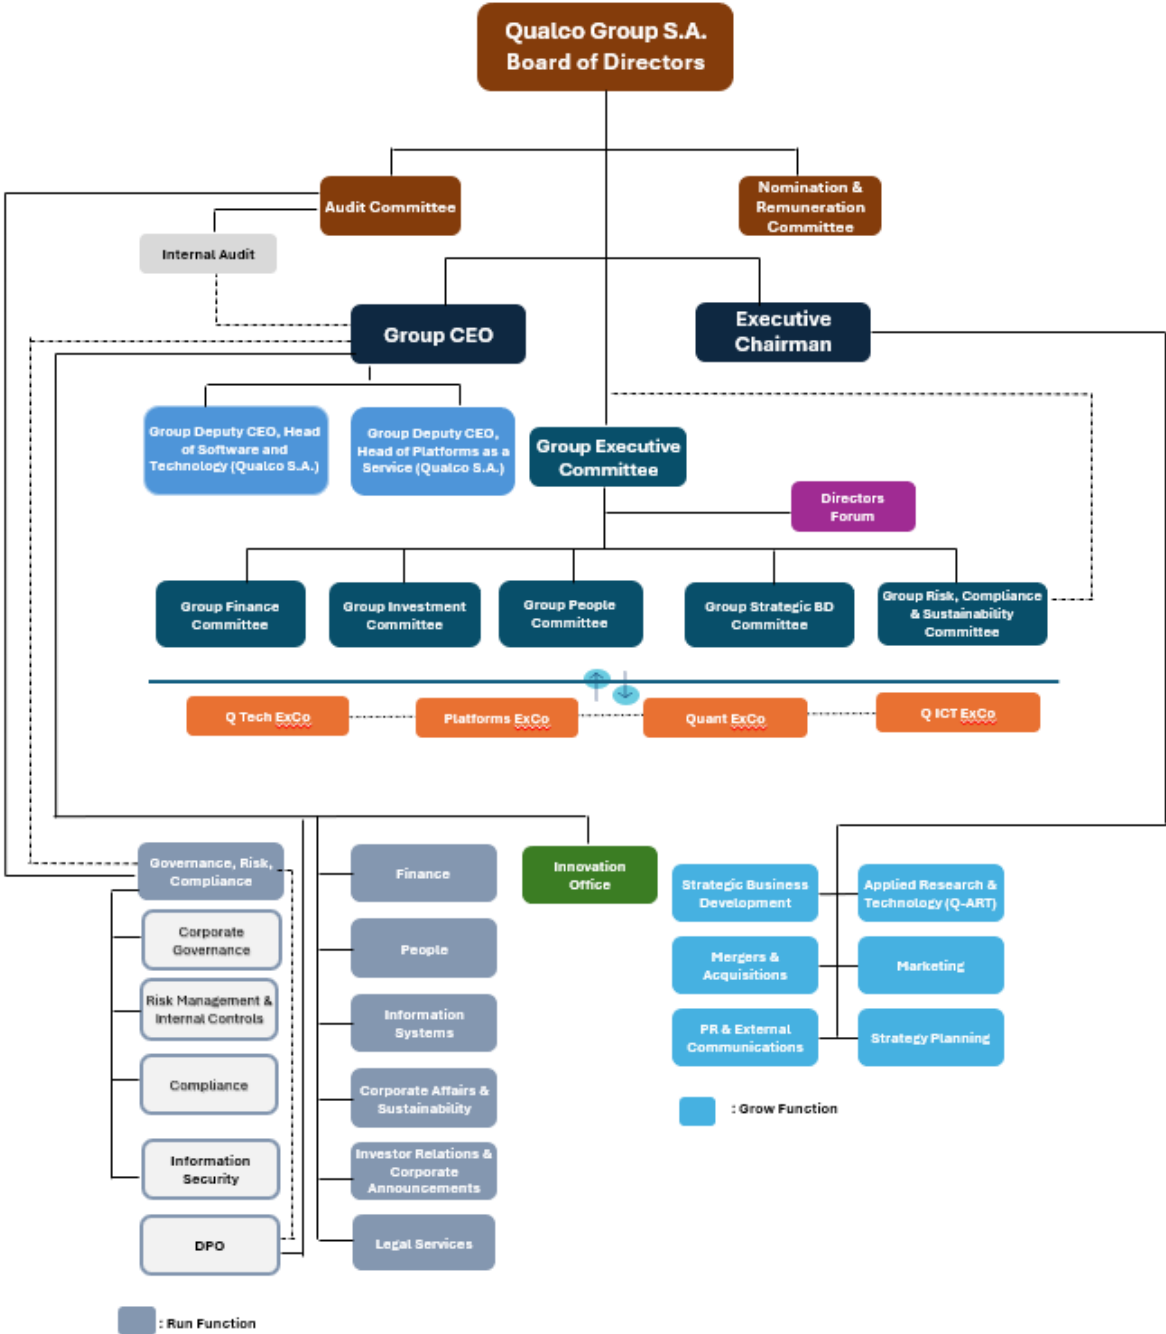 Qualco Group S.A.
Board of Directors
Audit Committee
Nomination &
Remuneration
Committee
Internal Audit
Group CEO
Executive
Chairman
Group Deputy CEO, Head
of Software and
Technology (Qualco S.A.)
Group Deputy CEO,
Head of Platforms as a
Service (Qualco S.A.)
Group Executive
Committee
Directors
Forum
Group Finance
Committee
Group Investment
Committee
Group People
Committee
Group Strategic BD
Committee
Group Risk, Compliance
& Sustainability
Committee
Q Tech ExCo
Platforms ExCo
Quant ExCo
Q ICT ExCo
Governance, Risk,
Compliance
Corporate
Governance
Risk Management &
Internal Controls
Compliance
Information
Security
DPO
: Run Function
Finance
People
Information
Systems
Corporate Affairs &
Sustainability
Investor Relations &
Corporate
Announcements
Legal Services
Innovation
Office
Strategic Business
Development
Applied Research &
Technology (Q-ART)
Mergers &
Acquisitions
Marketing
PR & External
Communications
Strategy Planning
: Grow Function